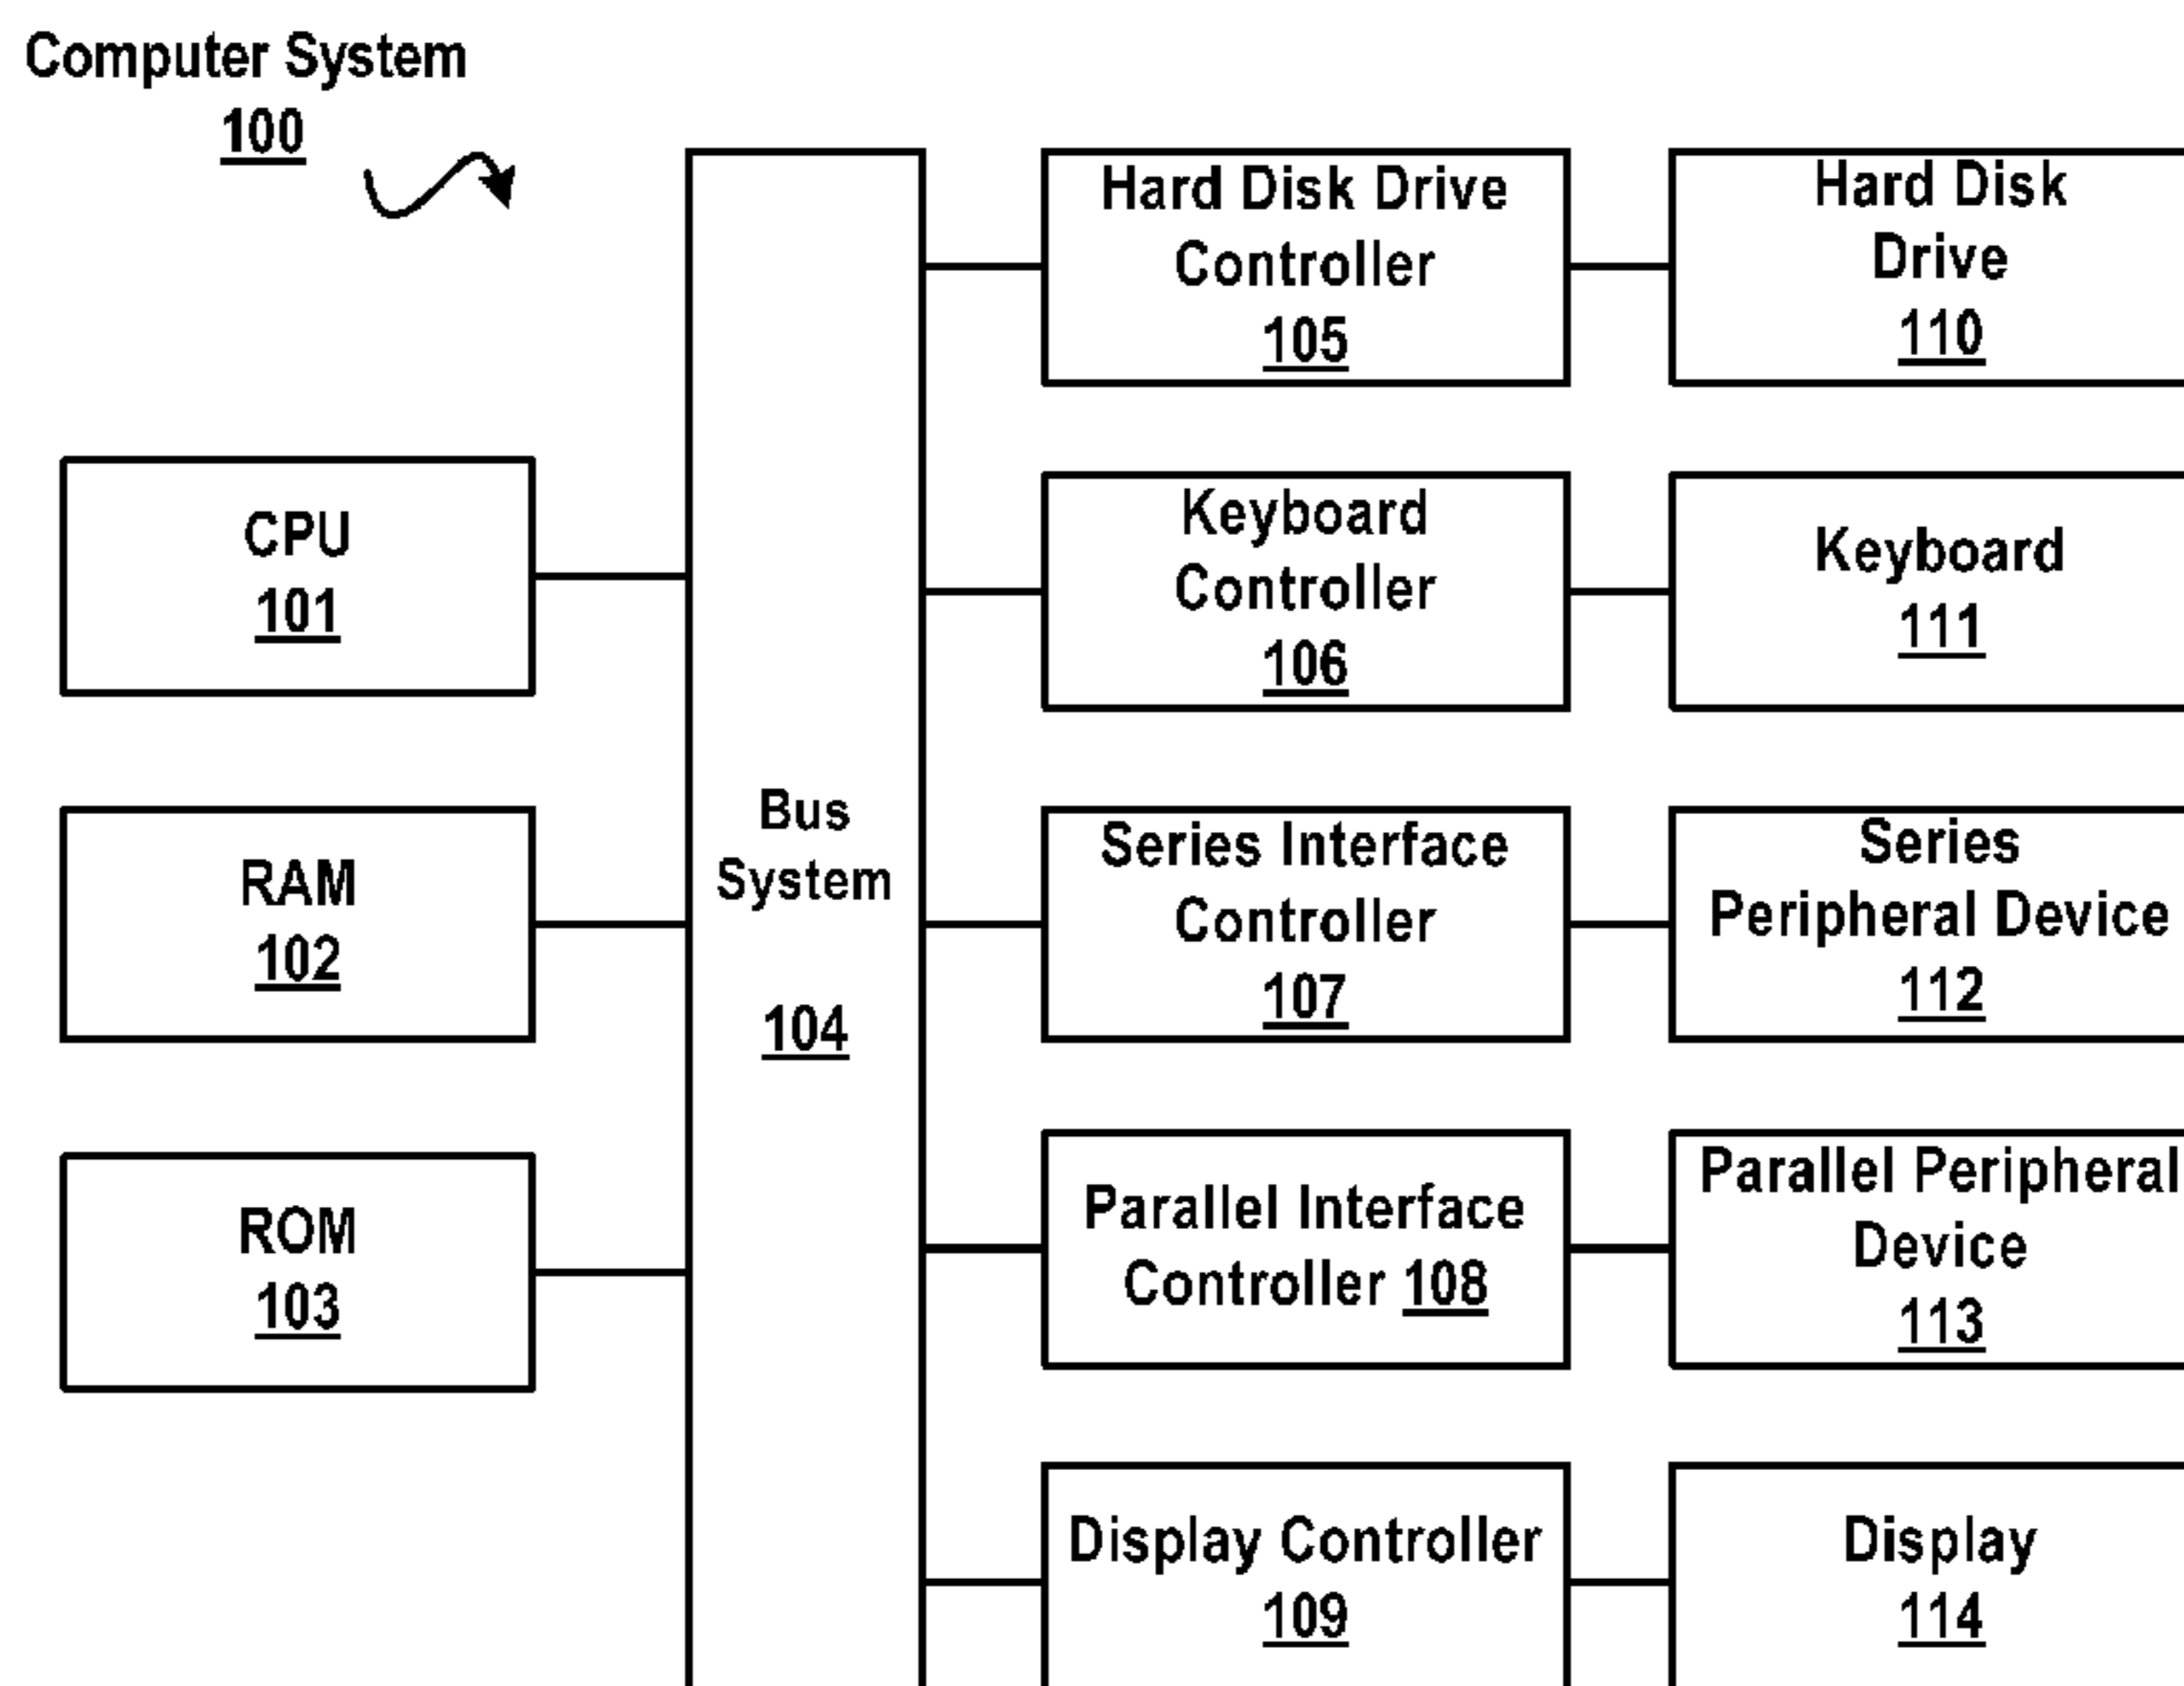 Computer System
100
CPU
101
RAM
102
ROM
103
Bus
System
104
Hard Disk Drive
Controller
105
Hard Disk
Drive
110
Keyboard
Controller
106
Keyboard
111
Series Interface
Controller
107
Series
Peripheral Device
112
Parallel Interface
Controller 108
Parallel Peripheral
Device
113
Display Controller
109
Display
114